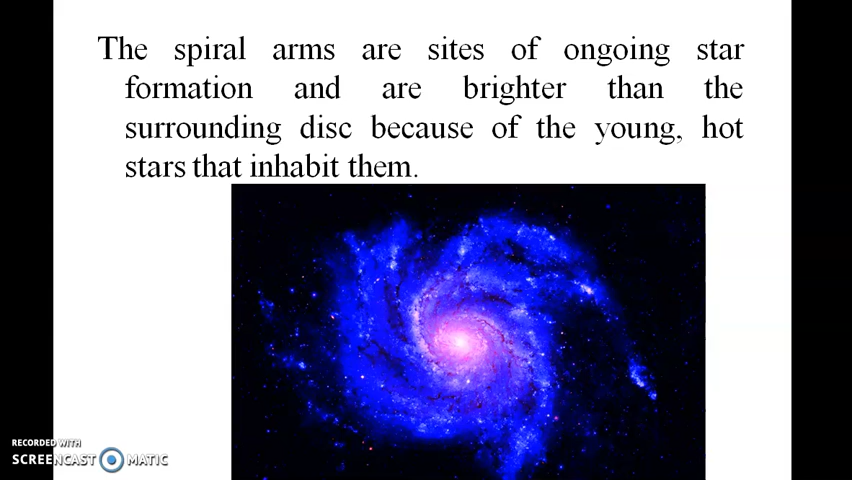 The spiral arms are sites of ongoing star
formation and are brighter than the
surrounding disc because of the young, hot
stars that inhabit them.
RECORDED WITH
SCREENCAST MATIC